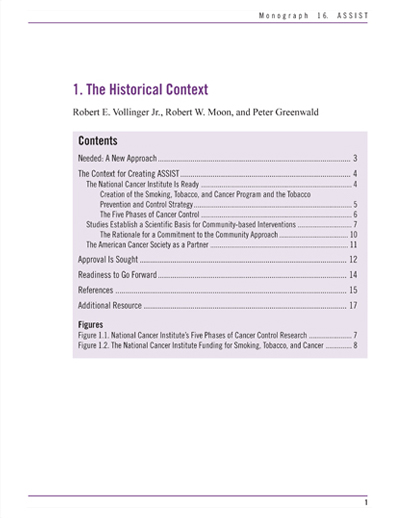 Monograph 16. ASSIST
1. The Historical Context
Robert E. Vollinger Jr., Robert W. Moon, and Peter Greenwald
Contents
Needed: A New Approach ... 3
The Context for Creating ASSIST ... 4
The National Cancer Institute Is Ready ... 4
Creation of the Smoking, Tobacco, and Cancer Program and the Tobacco
Prevention and Control Strategy ... 5
The Five Phases of Cancer Control ... 6
Studies Establish a Scientific Basis for Community-based Interventions ... 7
The Rationale for a Commitment to the Community Approach ... 10
The American Cancer Society as a Partner ... 11
Approval Is Sought ... 12
Readiness to Go Forward ... 14
References ... 15
Additional Resource ... 17
Figures
Figure 1.1. National Cancer Institute's Five Phases of Cancer Control Research ... 7
Figure 1.2. The National Cancer Institute Funding for Smoking, Tobacco, and Cancer ... 8
1